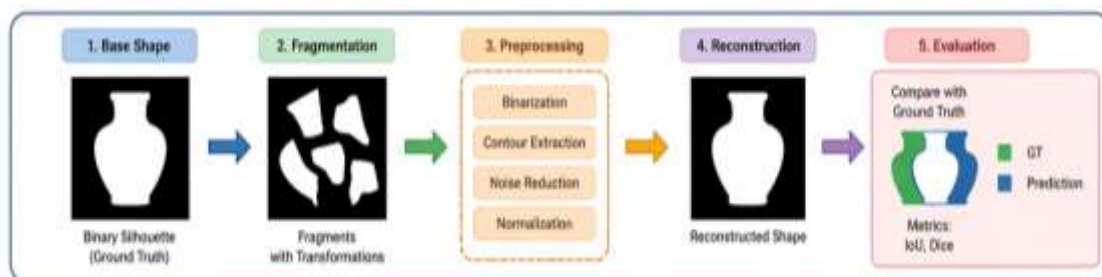 1. Base Shape
Binary Silhouette
(Ground Truth)
2. Fragmentation
Fragments
with Transformations
3. Preprocessing
Binarization
Contour Extraction
Noise Reduction
Normalization
4. Reconstruction
Reconstructed Shape
5. Evaluation
Compare with
Ground Truth
GT
Prediction
Metrics:
IoU, Dice